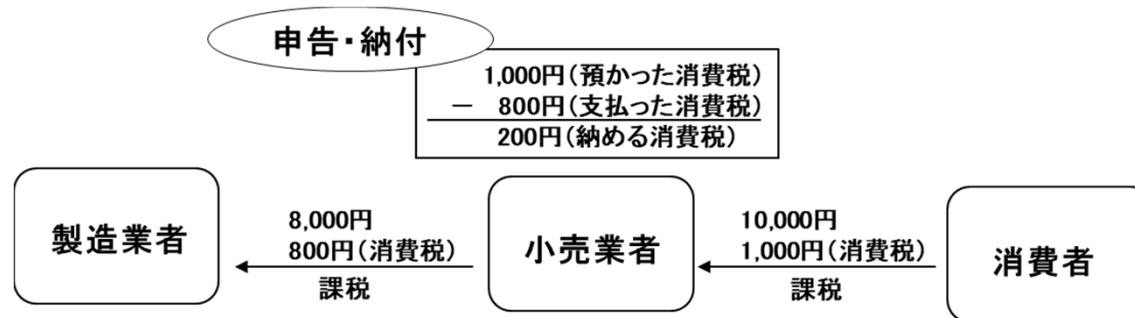 申告・納付
1,000円(預かった消費税)
－ 800円(支払った消費税)
200円(納める消費税)
製造業者
8,000円
800円(消費税)
課税
小売業者
10,000円
1,000円(消費税)
課税
消費者